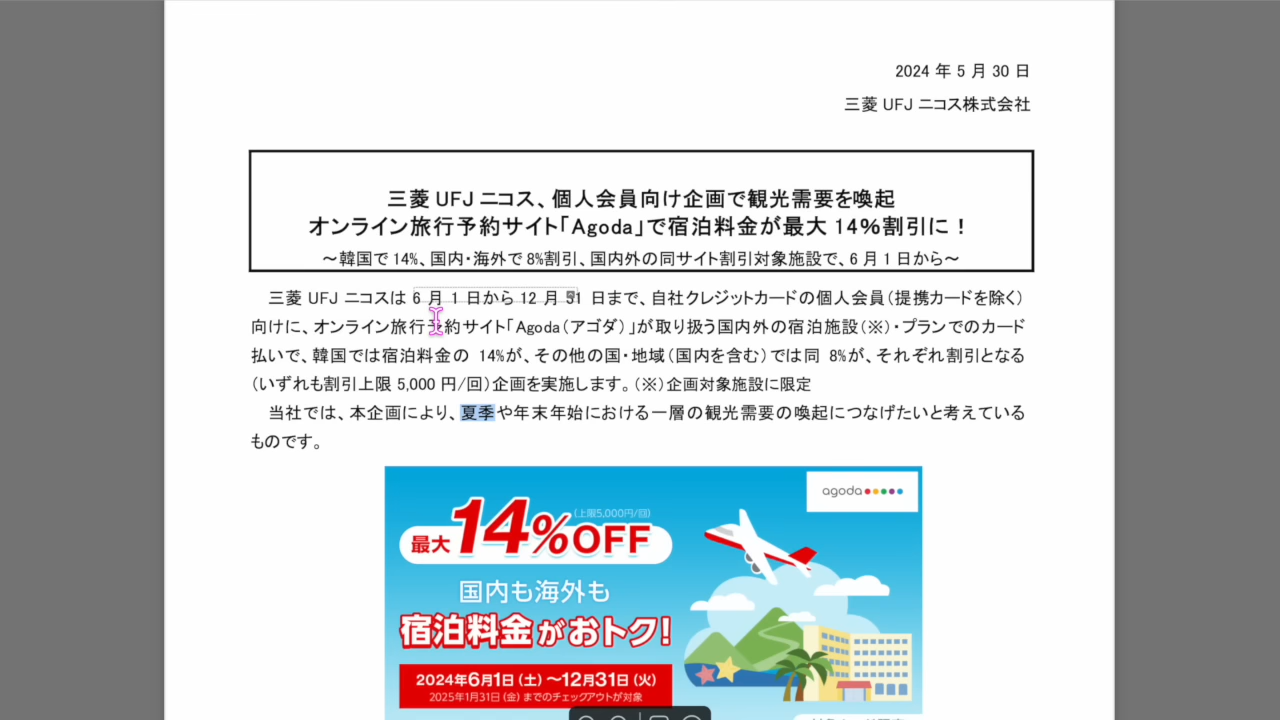 2024 年 5 月 30 日
三菱 UFJ ニコス株式会社
三菱 UFJ ニコス、個人会員向け企画で観光需要を喚起
オンライン旅行予約サイト「Agoda」で宿泊料金が最大 14%割引に！
～韓国で 14%、国内・海外で 8%割引、国内外の同サイト割引対象施設で、6 月 1 日から～
三菱 UFJ ニコスは 6 月 1 日から 12 月 31 日まで、自社クレジットカードの個人会員（提携カードを除く）
向けに、オンライン旅行予約サイト「Agoda（アゴダ）」が取り扱う国内外の宿泊施設（※）・プランでのカード
払いで、韓国では宿泊料金の 14%が、その他の国・地域（国内を含む）では同 8%が、それぞれ割引となる
（いずれも割引上限 5,000 円/回）企画を実施します。（※）企画対象施設に限定
当社では、本企画により、夏季や年末年始における一層の観光需要の喚起につなげたいと考えている
ものです。
agoda
最大14%OFF
（上限5,000円/回）
国内も海外も
宿泊料金がおトク!
2024年6月1日（土）～12月31日（火）
2025年1月31日（金）までのチェックアウトが対象